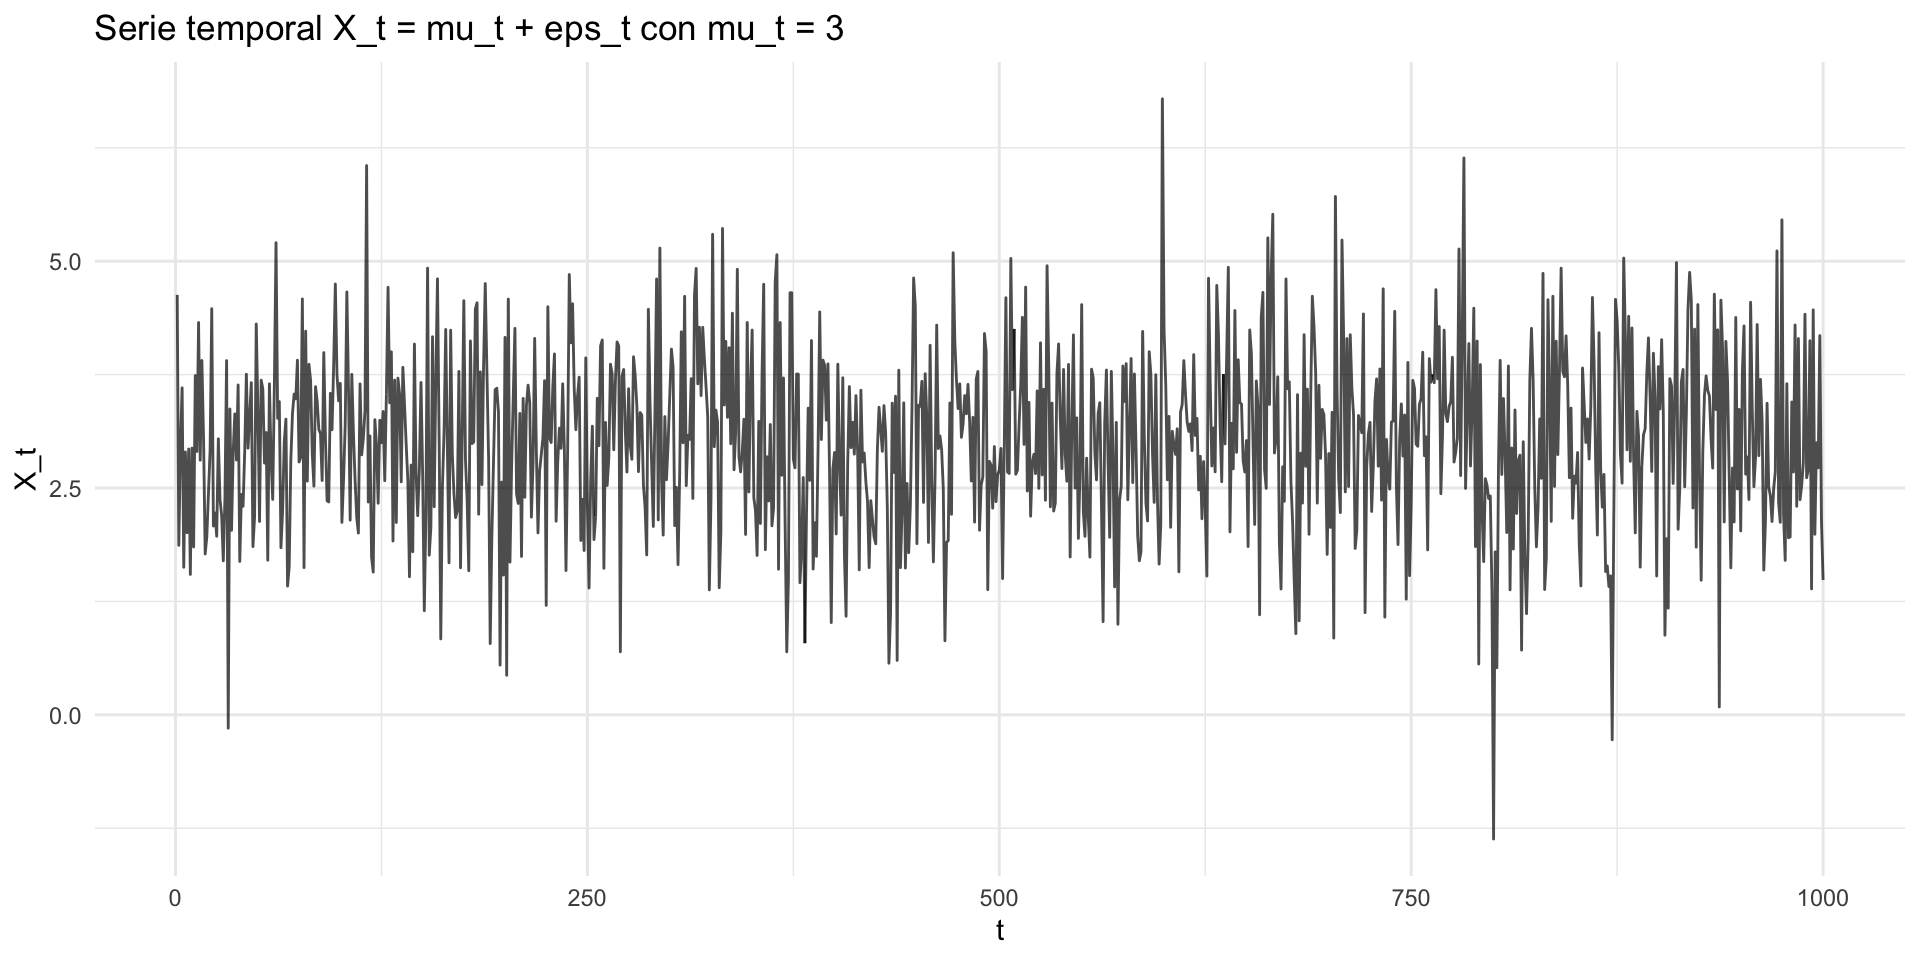 Serie temporal X_t = mu_t + eps_t con mu_t = 3
5.0
2.5
0.0
X_t
0 250 500 750 1000
t